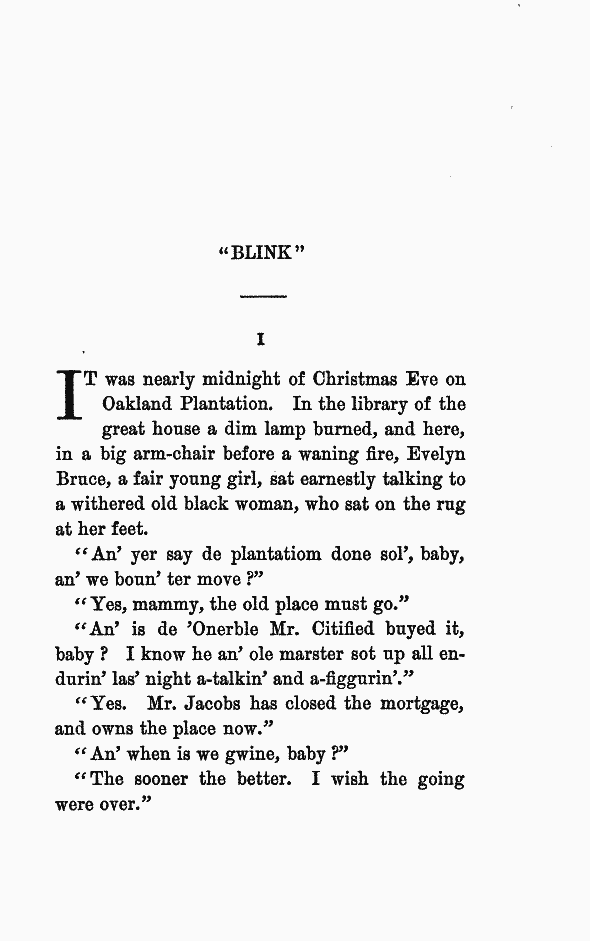 “BLINK”
I
IT was nearly midnight of Christmas Eve on
Oakland Plantation. In the library of the
great house a dim lamp burned, and here,
in a big arm-chair before a waning fire, Evelyn
Bruce, a fair young girl, sat earnestly talking to
a withered old black woman, who sat on the rug
at her feet.
“An’ yer say de plantatiom done sol’, baby,
an’ we boun’ ter move?”
“Yes, mammy, the old place must go.”
“An’ is de ’Onerble Mr. Citified buyed it,
baby? I know he an’ ole marster sot up all en-
durin’ las’ night a-talkin’ and a-figgurin’.”
“Yes. Mr. Jacobs has closed the mortgage,
and owns the place now.”
“An’ when is we gwine, baby?”
“The sooner the better. I wish the going
were over.”